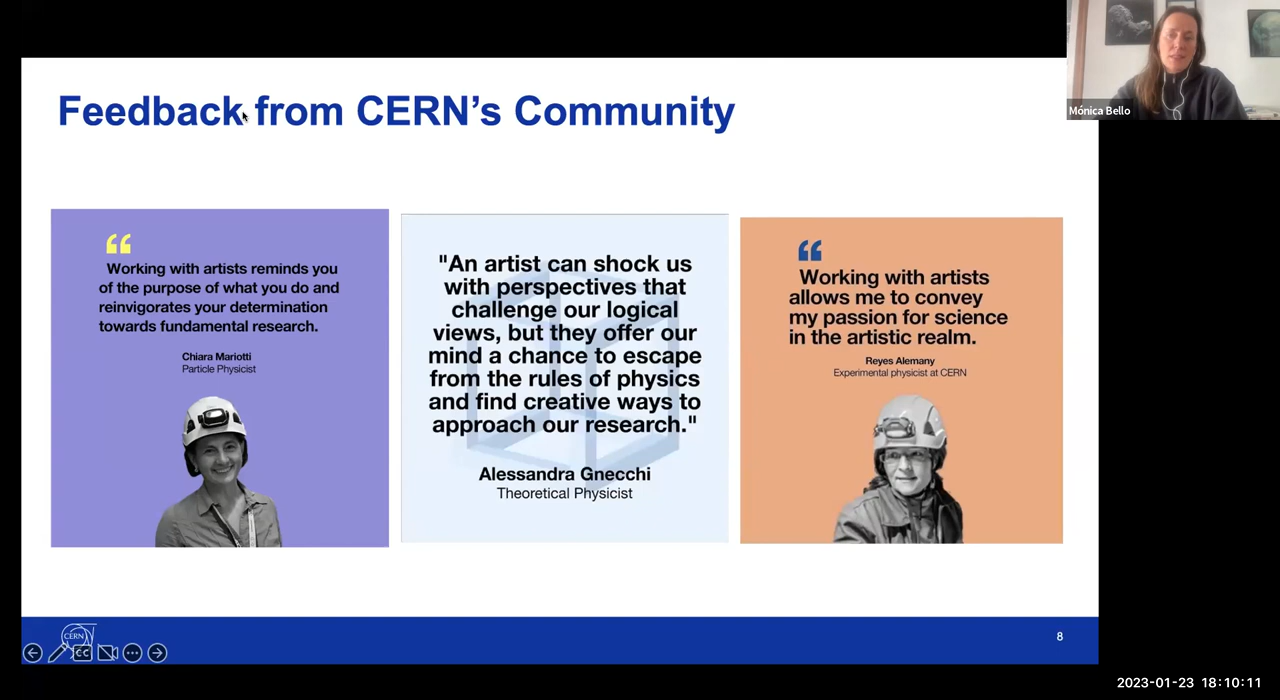 Mónica Bello
Feedback from CERN's Community
“
Working with artists reminds you
of the purpose of what you do and
reinvigorates your determination
towards fundamental research.
Chiara Mariotti
Particle Physicist
"An artist can shock us
with perspectives that
challenge our logical
views, but they offer our
mind a chance to escape
from the rules of physics
and find creative ways to
approach our research."
Alessandra Gnecchi
Theoretical Physicist
“
Working with artists
allows me to convey
my passion for science
in the artistic realm.
Reyes Alemany
Experimental physicist at CERN
CERN
CC
8
2023-01-23 18:10:11